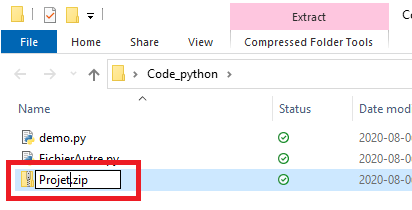 Extract
File Home Share View Compressed Folder Tools
Code_python
Name Status Date mod
demo.py 2020-08-0
FichierAutre.py 2020-08-0
Projet.zip 2020-08-0